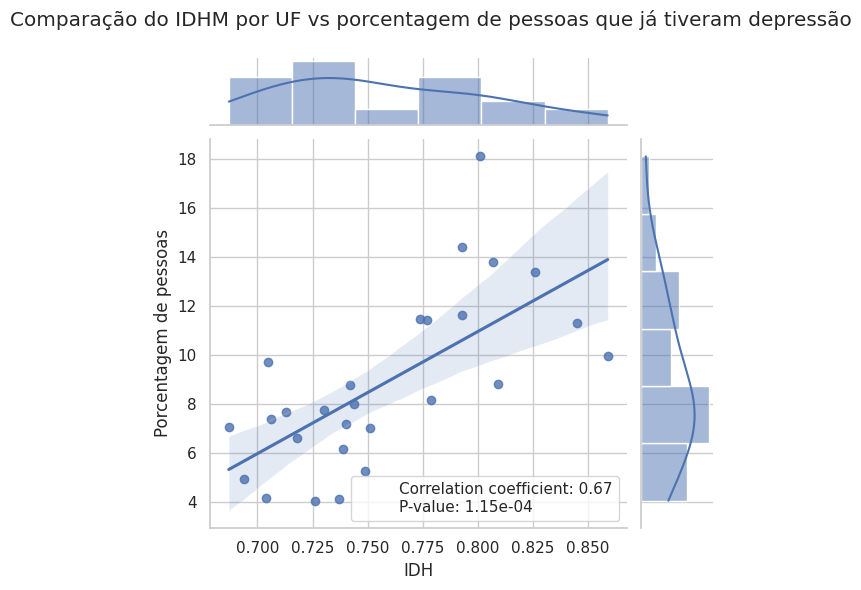 Comparação do IDHM por UF vs porcentagem de pessoas que já tiveram depressão
18
16
14
12
10
8
6
4
Porcentagem de pessoas
Correlation coefficient: 0.67
P-value: 1.15e-04
0.700 0.725 0.750 0.775 0.800 0.825 0.850
IDH